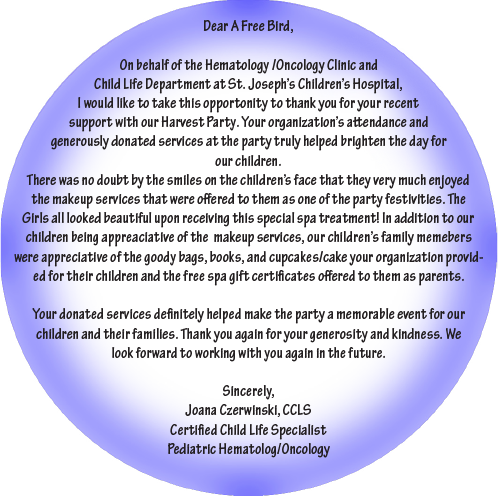 Dear A Free Bird,
On behalf of the Hematology /Oncology Clinic and
Child Life Department at St. Joseph's Children's Hospital,
I would like to take this opportunity to thank you for your recent
support with our Harvest Party. Your organization's attendance and
generously donated services at the party truly helped brighten the day for
our children.
There was no doubt by the smiles on the children's face that they very much enjoyed
the makeup services that were offered to them as one of the party festivities. The
Girls all looked beautiful upon receiving this special spa treatment! In addition to our
children being appreaciative of the makeup services, our children's family memebers
were appreciative of the goody bags, books, and cupcakes/cake your organization provid-
ed for their children and the free spa gift certificates offered to them as parents.
Your donated services definitely helped make the party a memorable event for our
children and their families. Thank you again for your generosity and kindness. We
look forward to working with you again in the future.
Sincerely,
Joana Czerwinski, CCLS
Certified Child Life Specialist
Pediatric Hematolog/Oncology